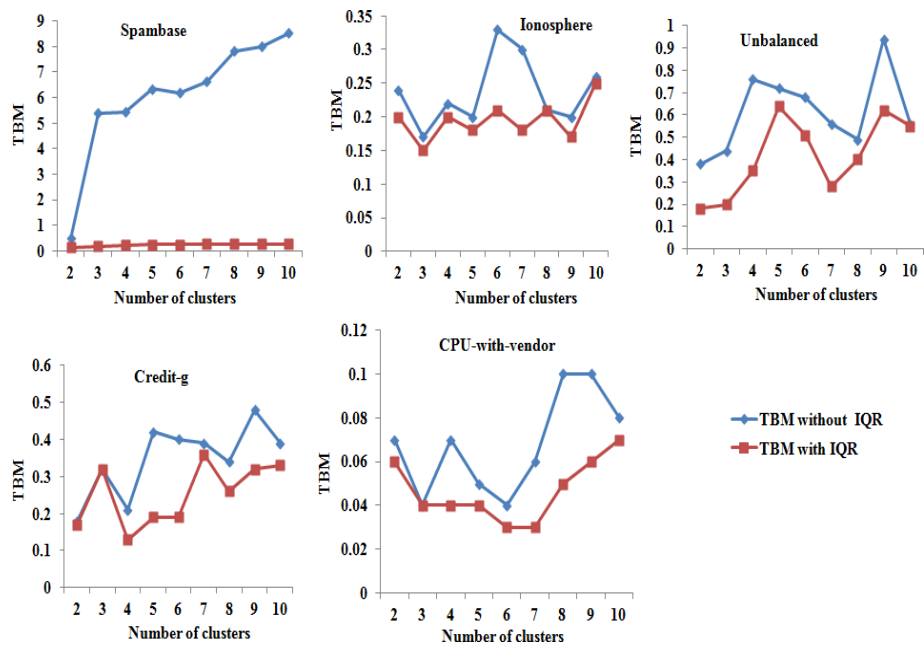 Spambase
TBM
9
8
7
6
5
4
3
2
1
0
2 3 4 5 6 7 8 9 10
Number of clusters
Ionosphere
TBM
0.35
0.3
0.25
0.2
0.15
0.1
0.05
0
2 3 4 5 6 7 8 9 10
Number of clusters
Unbalanced
TBM
1
0.9
0.8
0.7
0.6
0.5
0.4
0.3
0.2
0.1
0
2 3 4 5 6 7 8 9 10
Number of clusters
Credit-g
TBM
0.6
0.5
0.4
0.3
0.2
0.1
0
2 3 4 5 6 7 8 9 10
Number of clusters
CPU-with-vendor
TBM
0.12
0.1
0.08
0.06
0.04
0.02
0
2 3 4 5 6 7 8 9 10
Number of clusters
TBM without IQR
TBM with IQR